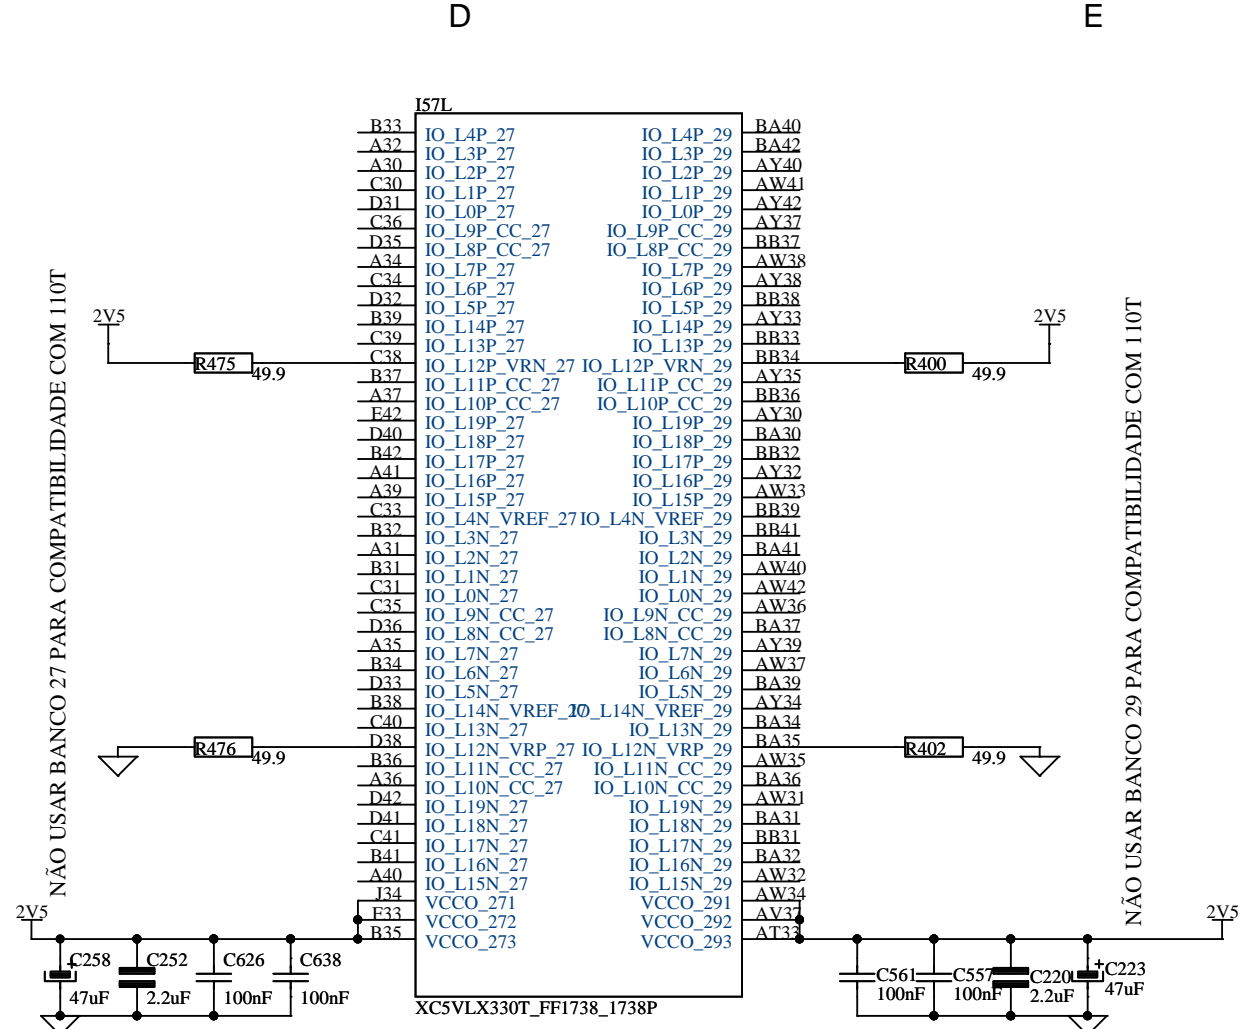 D
E
I57L
B33 IO_L4P_27 IO_L4P_29 BA40
A32 IO_L3P_27 IO_L3P_29 BA42
A30 IO_L2P_27 IO_L2P_29 AY40
C30 IO_L1P_27 IO_L1P_29 AW41
D31 IO_L0P_27 IO_L0P_29 AY42
C36 IO_L9P_CC_27 IO_L9P_CC_29 AY37
D35 IO_L8P_CC_27 IO_L8P_CC_29 BB37
A34 IO_L7P_27 IO_L7P_29 AW38
C34 IO_L6P_27 IO_L6P_29 AY38
D32 IO_L5P_27 IO_L5P_29 BB38
2V5 B39 IO_L14P_27 IO_L14P_29 AY33 2V5
C39 IO_L13P_27 IO_L13P_29 BB33
R475 49.9 C38 IO_L12P_VRN_27 IO_L12P_VRN_29 BB34 R400 49.9
B37 IO_L11P_CC_27 IO_L11P_CC_29 AY35
A37 IO_L10P_CC_27 IO_L10P_CC_29 BB36
E42 IO_L19P_27 IO_L19P_29 AY30
D40 IO_L18P_27 IO_L18P_29 BA30
B42 IO_L17P_27 IO_L17P_29 BB32
A41 IO_L16P_27 IO_L16P_29 AY32
A39 IO_L15P_27 IO_L15P_29 AW33
C33 IO_L4N_VREF_27 IO_L4N_VREF_29 BB39
B32 IO_L3N_27 IO_L3N_29 BB41
A31 IO_L2N_27 IO_L2N_29 BA41
B31 IO_L1N_27 IO_L1N_29 AW40
C31 IO_L0N_27 IO_L0N_29 AW42
C35 IO_L9N_CC_27 IO_L9N_CC_29 AW36
D36 IO_L8N_CC_27 IO_L8N_CC_29 BA37
A35 IO_L7N_27 IO_L7N_29 AY39
B34 IO_L6N_27 IO_L6N_29 AW37
D33 IO_L5N_27 IO_L5N_29 BA39
B38 IO_L14N_VREF_27 IO_L14N_VREF_29 AY34
C40 IO_L13N_27 IO_L13N_29 BA34
R476 49.9 D38 IO_L12N_VRP_27 IO_L12N_VRP_29 BA35 R402 49.9
B36 IO_L11N_CC_27 IO_L11N_CC_29 AW35
A36 IO_L10N_CC_27 IO_L10N_CC_29 BA36
D42 IO_L19N_27 IO_L19N_29 AW31
D41 IO_L18N_27 IO_L18N_29 BA31
C41 IO_L17N_27 IO_L17N_29 BB31
B41 IO_L16N_27 IO_L16N_29 BA32
A40 IO_L15N_27 IO_L15N_29 AW32
J34 VCCO_271 VCCO_291 AW34
2V5 F33 VCCO_272 VCCO_292 AV37 2V5
B35 VCCO_273 VCCO_293 AT33
NÃO USAR BANCO 27 PARA COMPATIBILIDADE COM 110T
NÃO USAR BANCO 29 PARA COMPATIBILIDADE COM 110T
+ C258 C252 C626 C638 C561 C557 C220 + C223
47uF 2.2uF 100nF 100nF 100nF 100nF 2.2uF 47uF
XC5VLX330T_FF1738_1738P